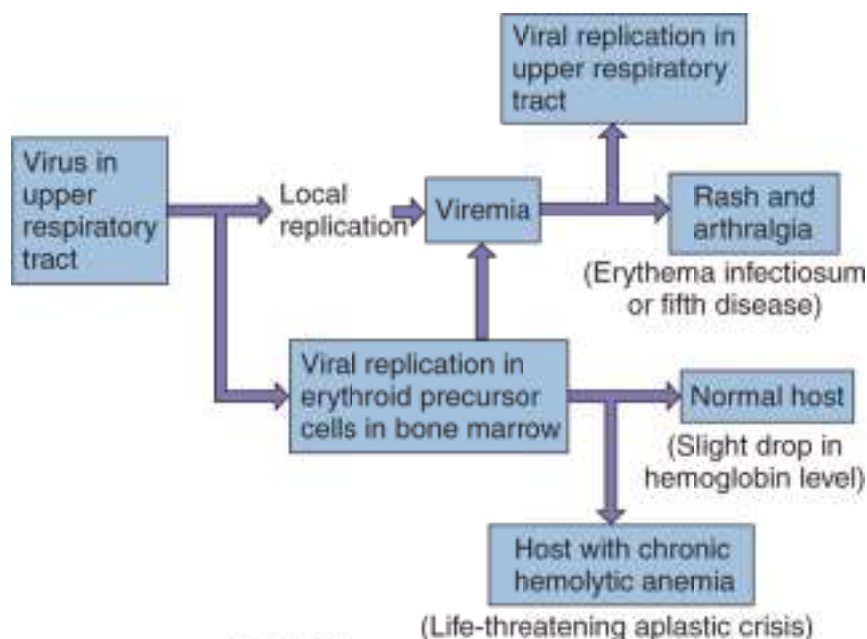 Viral replication in
upper respiratory
tract
Virus in
upper
respiratory
tract
Local
replication
Viremia
Rash and
arthralgia
(Erythema infectiosum
or fifth disease)
Viral replication in
erythroid precursor
cells in bone marrow
Normal host
(Slight drop in
hemoglobin level)
Host with chronic
hemolytic anemia
(Life-threatening aplastic crisis)